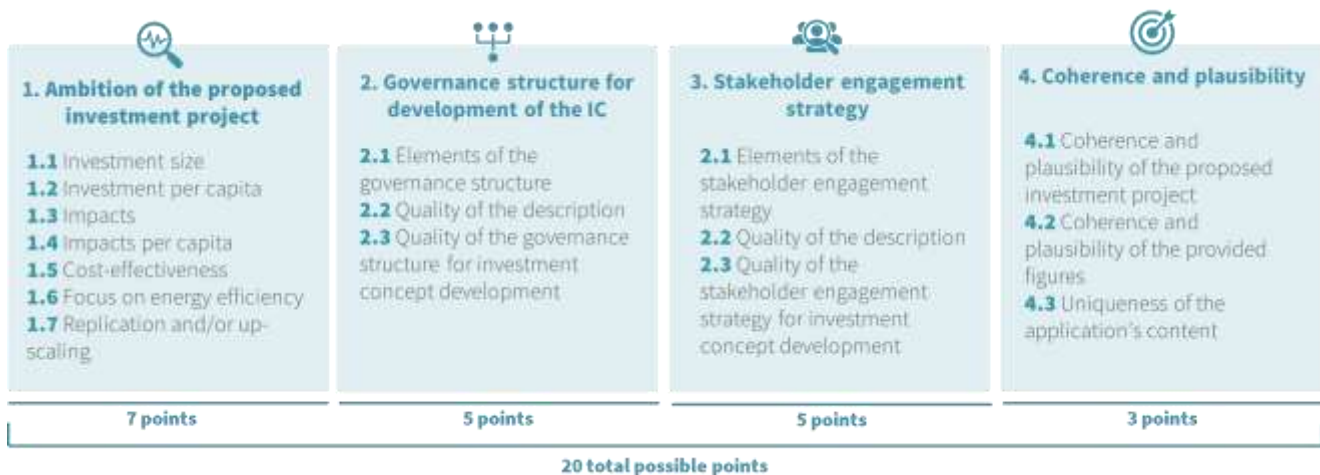 1. Ambition of the proposed
investment project
1.1 Investment size
1.2 Investment per capita
1.3 Impacts
1.4 Impacts per capita
1.5 Cost-effectiveness
1.6 Focus on energy efficiency
1.7 Replication and/or up-
scaling
7 points
2. Governance structure for
development of the IC
2.1 Elements of the
governance structure
2.2 Quality of the description
2.3 Quality of the governance
structure for investment
concept development
5 points
3. Stakeholder engagement
strategy
2.1 Elements of the
stakeholder engagement
strategy
2.2 Quality of the description
2.3 Quality of the
stakeholder engagement
strategy for investment
concept development
5 points
4. Coherence and plausibility
4.1 Coherence and
plausibility of the proposed
investment project
4.2 Coherence and
plausibility of the provided
figures
4.3 Uniqueness of the
application's content
3 points
20 total possible points